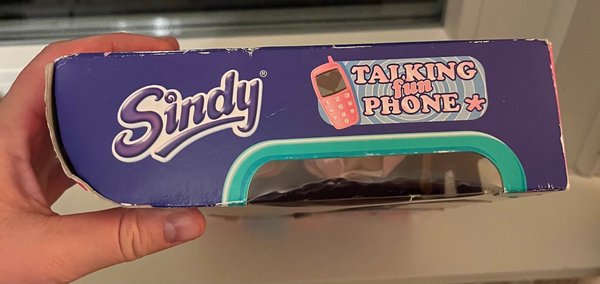 Sindy®
TALKING
fun
PHONE*